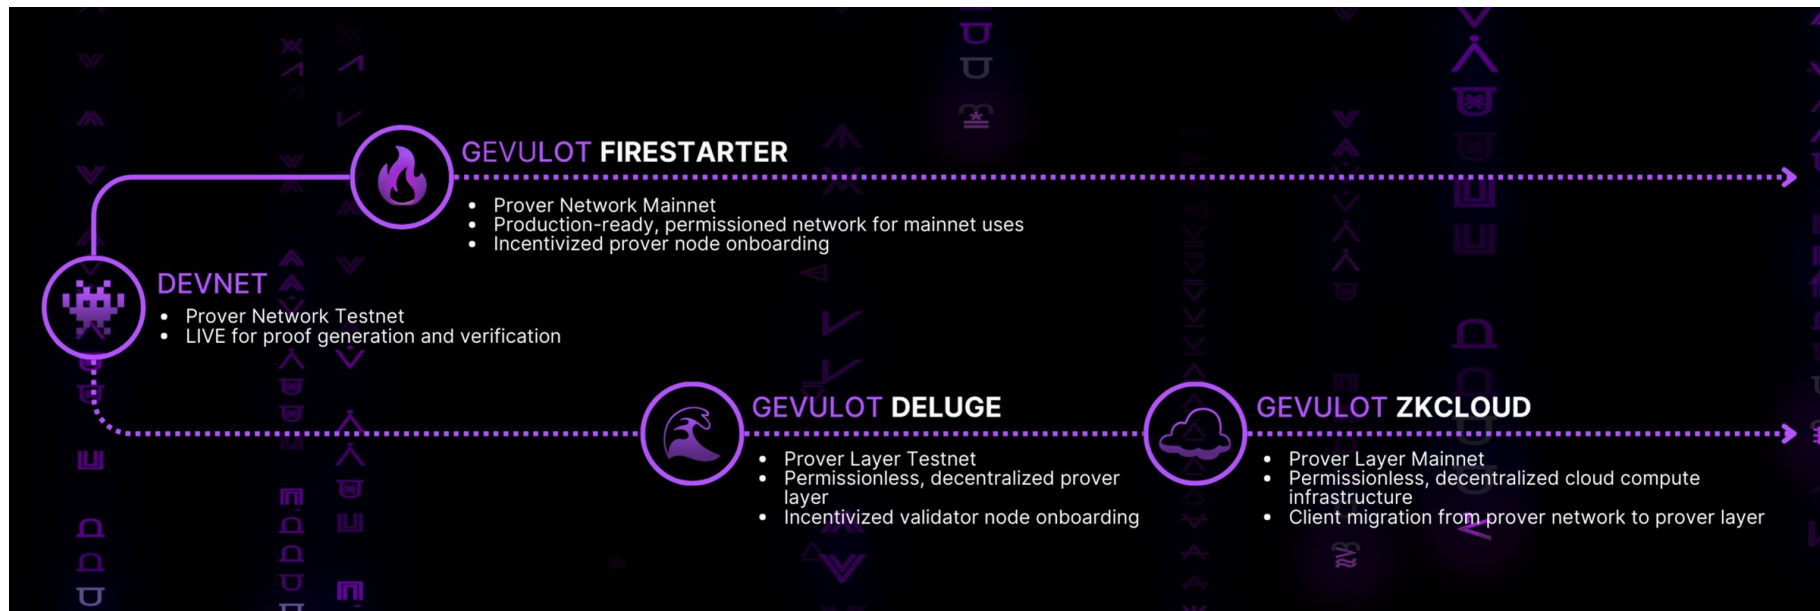 GEVULOT FIRESTARTER
• Prover Network Mainnet
• Production-ready, permissioned network for mainnet uses
• Incentivized prover node onboarding
DEVNET
• Prover Network Testnet
• LIVE for proof generation and verification
GEVULOT DELUGE
• Prover Layer Testnet
• Permissionless, decentralized prover
layer
• Incentivized validator node onboarding
GEVULOT ZKCLOUD
• Prover Layer Mainnet
• Permissionless, decentralized cloud compute
infrastructure
• Client migration from prover network to prover layer